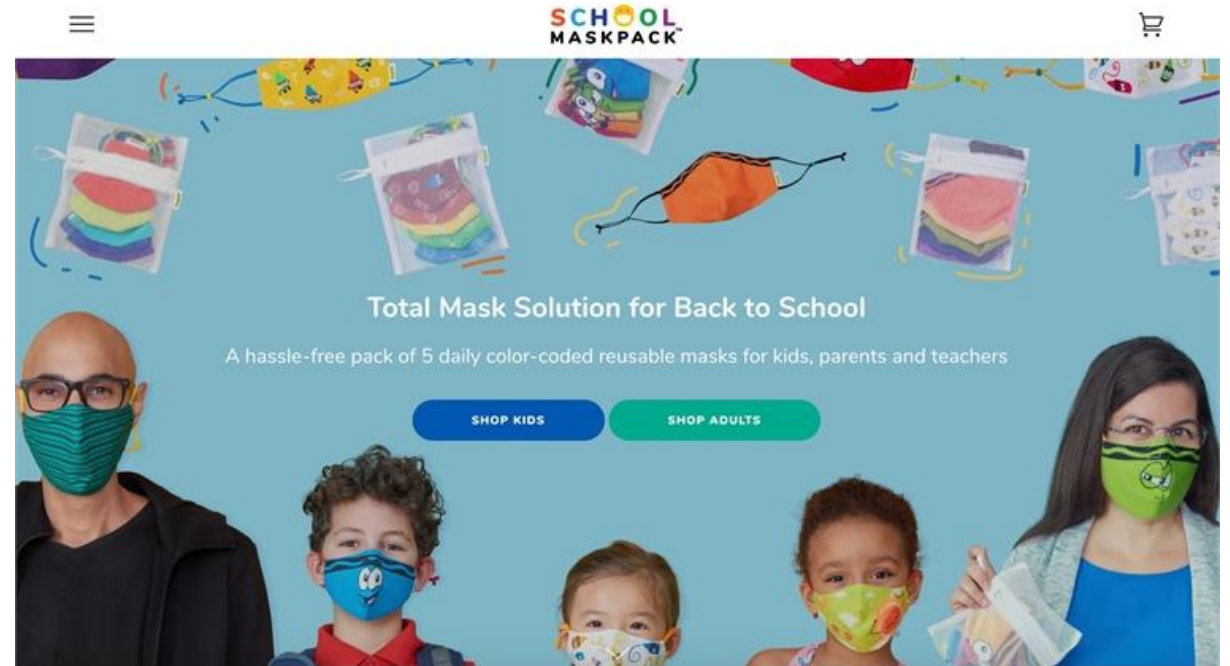 SCHOOL
MASKPACK™
Total Mask Solution for Back to School
A hassle-free pack of 5 daily color-coded reusable masks for kids, parents and teachers
SHOP KIDS
SHOP ADULTS